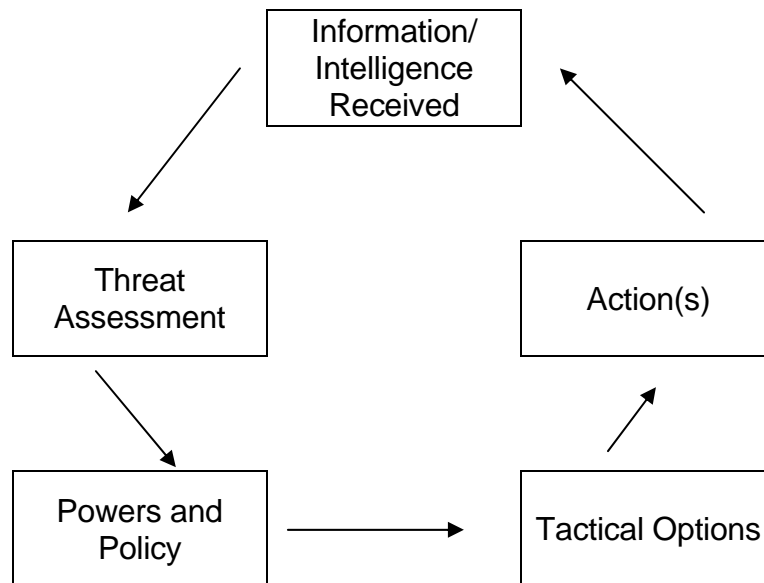 Information/
Intelligence
Received
Threat
Assessment
Action(s)
Powers and
Policy
Tactical Options